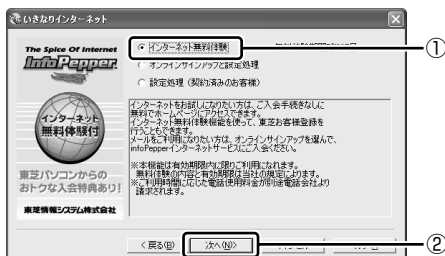 いきなりインターネット
The Spice Of Internet
InfoPepper
インターネット
無料体験付
東芝パソコンからの
おトクな入会特典あり!
東芝情報システム株式会社
インターネット無料体験
オンラインサインアップと設定処理
設定処理(契約済みのお客様)
インターネットをお試しになりたい方は、ご入会手続きなしに
無料でホームページにアクセスできます。
インターネット無料体験機能を使って、東芝お客様登録を
行うこともできます。
メールをご利用になりたい方は、オンラインサインアップを選んで、
infoPepperインターネットサービスにご入会ください。
※本機能は有効期限内に限りご利用になれます。
無料体験の内容と有効期限は当社の規定によります。
※ご利用時間に応じた電話使用料金が別途電話会社より
請求されます。
<戻る(B)
次へ(N)>
①
②